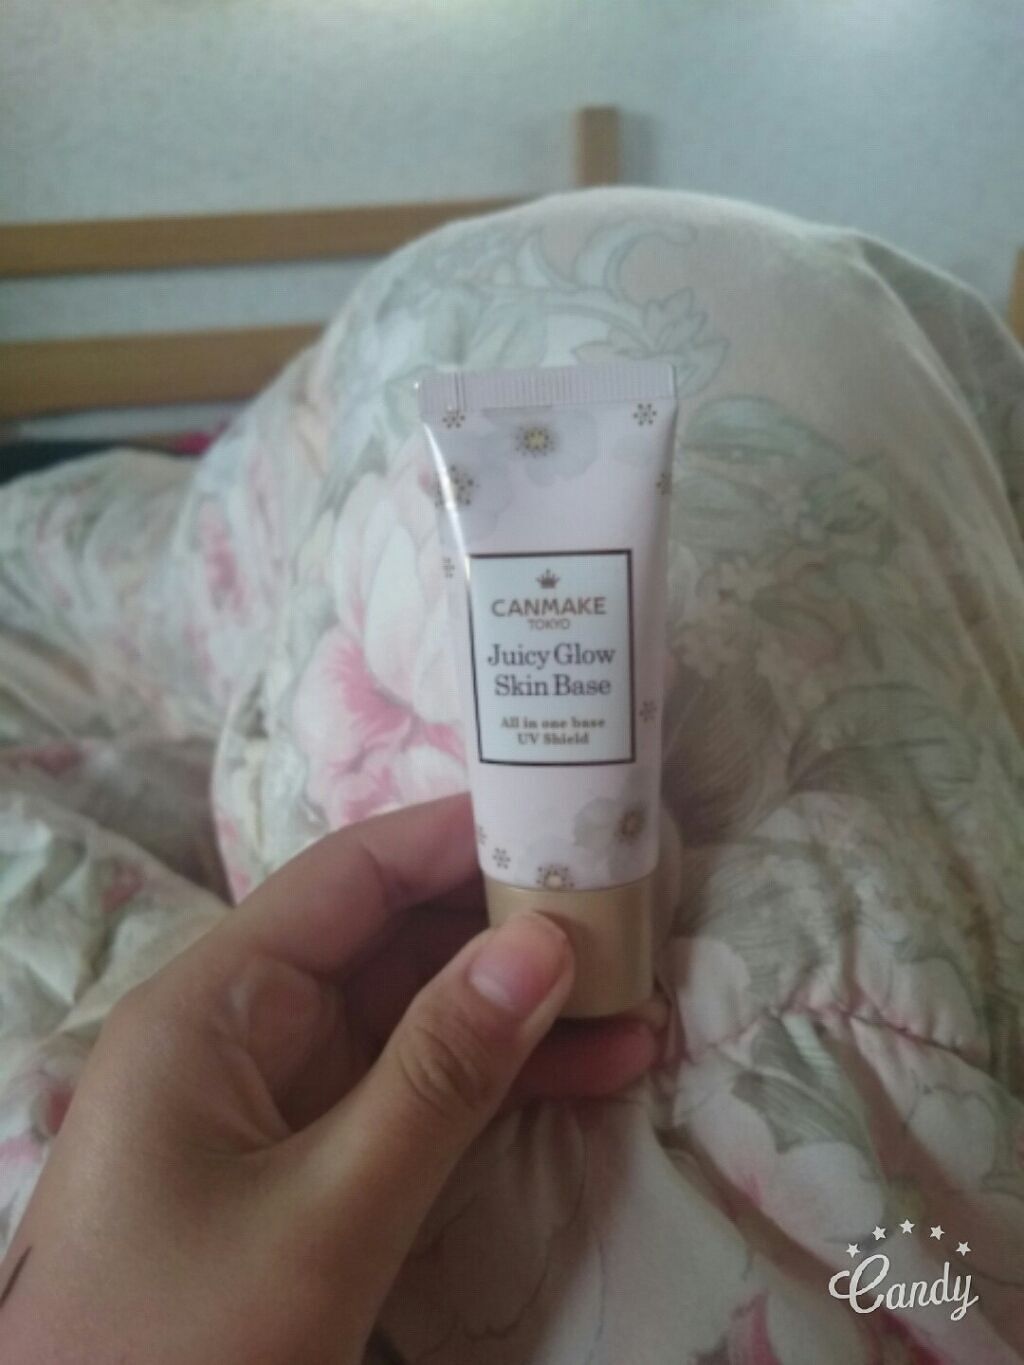 CANMAKE
TOKYO
Juicy Glow
Skin Base
All in one base
UV Shield
Candy